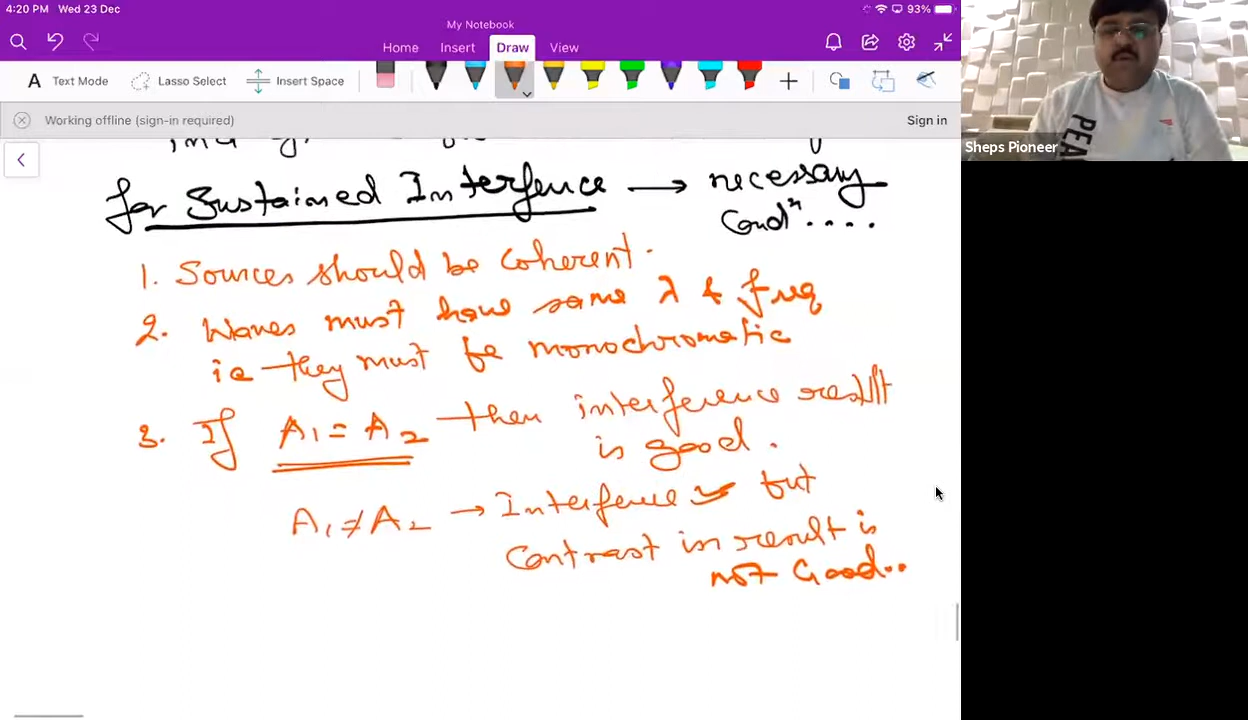 4:20 PM Wed 23 Dec
93%
My Notebook
Home Insert Draw View
A Text Mode Lasso Select Insert Space
Working offline (sign-in required) Sign in
for Sustained Interfence → necessary
Condⁿ....
1. Sources should be coherent.
2. Waves must have same λ & freq
ie they must be monochromatic
3. If A₁ = A₂ then interference result
is good.
A₁ ≠ A₂ → Interfence ✓ but
Contrast in result is
not Good..
Sheps Pioneer
PEA